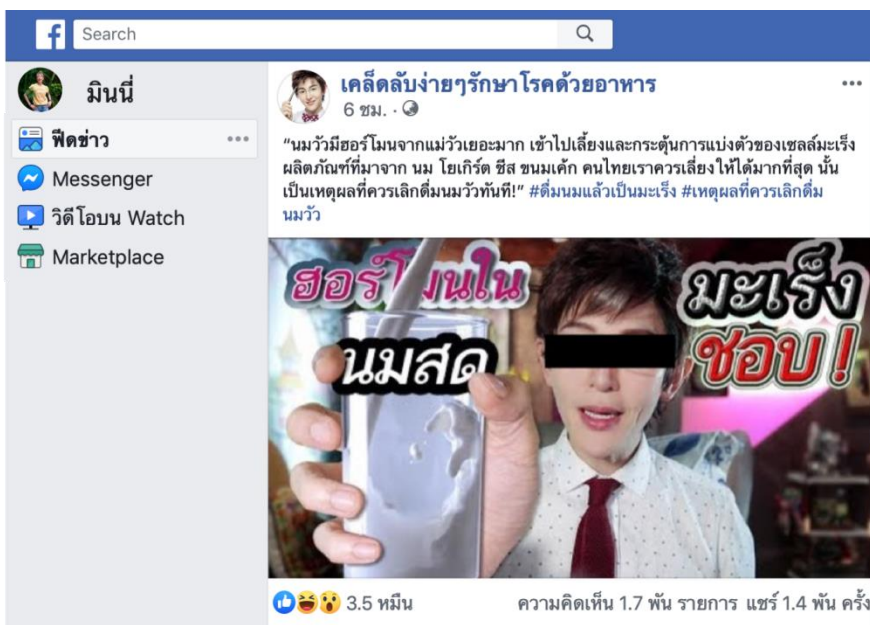 Search
มินนี่
ฟีดข่าว
Messenger
วิดีโอบน Watch
Marketplace
เคล็ดลับง่ายๆรักษาโรคด้วยอาหาร
6 ชม.
“นมวัวมีฮอร์โมนจากแม่วัวเยอะมาก เข้าไปเลี้ยงและกระตุ้นการแบ่งตัวของเซลล์มะเร็ง
ผลิตภัณฑ์ที่มาจาก นม โยเกิร์ต ชีส ขนมเค้ก คนไทยเราควรเลี่ยงให้ได้มากที่สุด นั้น
เป็นเหตุผลที่ควรเลิกดื่มนมวัวทันที!” #ดื่มนมแล้วเป็นมะเร็ง #เหตุผลที่ควรเลิกดื่ม
นมวัว
ฮอร์โมนใน
นมสด
มะเร็ง
ชอบ!
3.5 หมื่น
ความคิดเห็น 1.7 พัน รายการ แชร์ 1.4 พัน ครั้ง